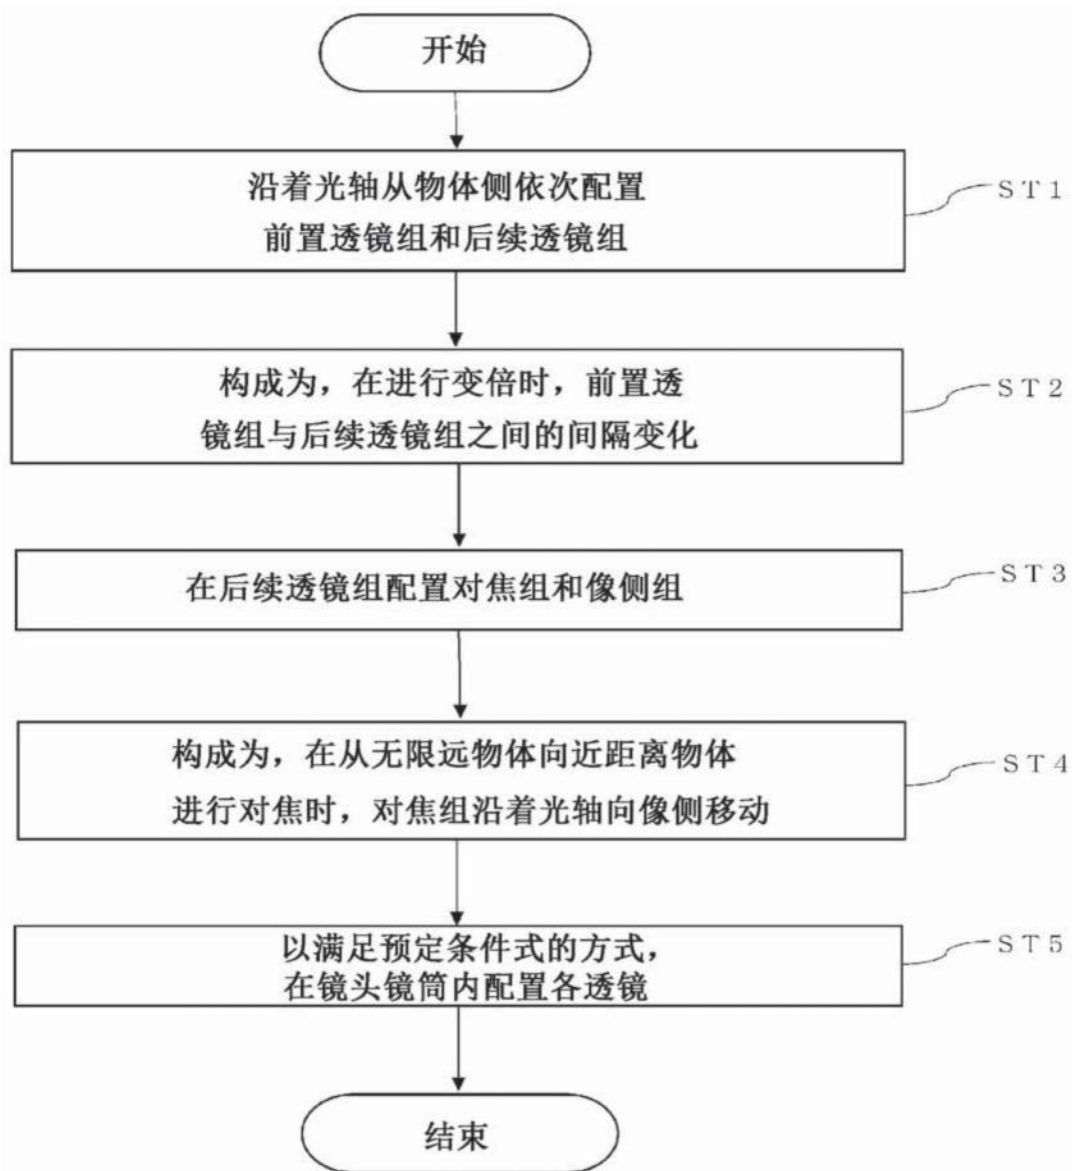 开始
沿着光轴从物体侧依次配置
前置透镜组和后续透镜组
ST1
构成为，在进行变倍时，前置透
镜组与后续透镜组之间的间隔变化
ST2
在后续透镜组配置对焦组和像侧组
ST3
构成为，在从无限远物体向近距离物体
进行对焦时，对焦组沿着光轴向像侧移动
ST4
以满足预定条件式的方式，
在镜头镜筒内配置各透镜
ST5
结束